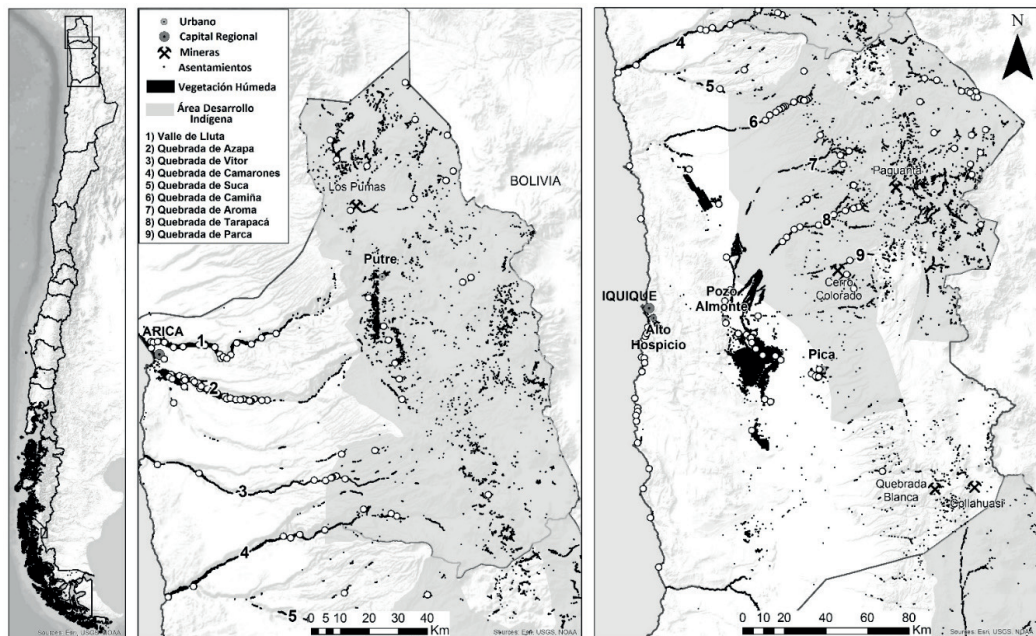 Urbano
Capital Regional
Mineras
Asentamientos
Vegetación Húmeda
Área Desarrollo
Indígena
1) Valle de Lluta
2) Quebrada de Azapa
3) Quebrada de Vitor
4) Quebrada de Camarones
5) Quebrada de Suca
6) Quebrada de Camiña
7) Quebrada de Aroma
8) Quebrada de Tarapacá
9) Quebrada de Parca
Sources: Esri, USGS, NOAA
Los Pumas
BOLIVIA
Putre
ARICA
1
2
3
4
5
0 5 10 20 30 40
Km
Sources: Esri, USGS, NOAA
N
4
5
6
7
Paguanta
8
9
Cerro
Colorado
IQUIQUE
Pozo
Almonte
Alto
Hospicio
Pica
Quebrada
Blanca
Collahuasi
0 10 20 40 60 80
Km
Sources: Esri, USGS, NOAA